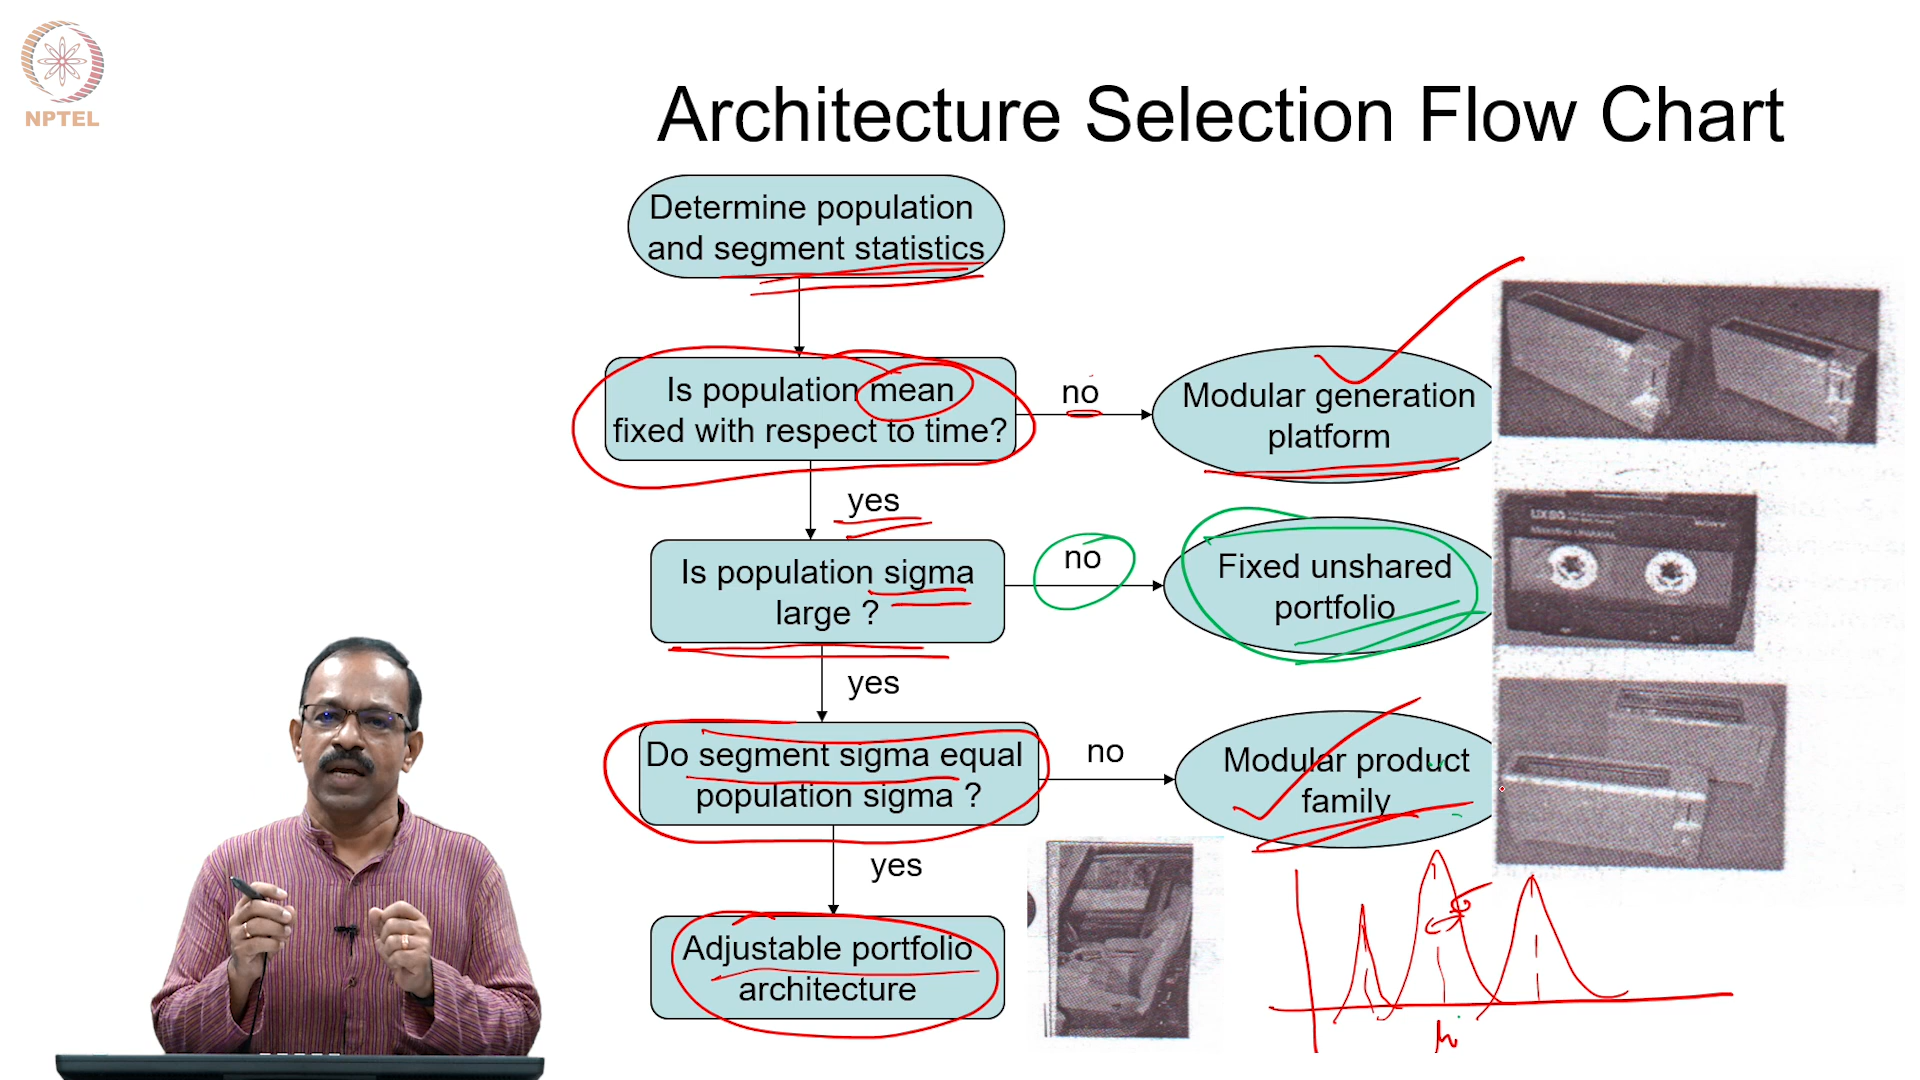 NPTEL
Architecture Selection Flow Chart
Determine population
and segment statistics
Is population mean
fixed with respect to time?
no
Modular generation
platform
yes
Is population sigma
large ?
no
Fixed unshared
portfolio
yes
Do segment sigma equal
population sigma ?
no
Modular product
family
yes
Adjustable portfolio
architecture